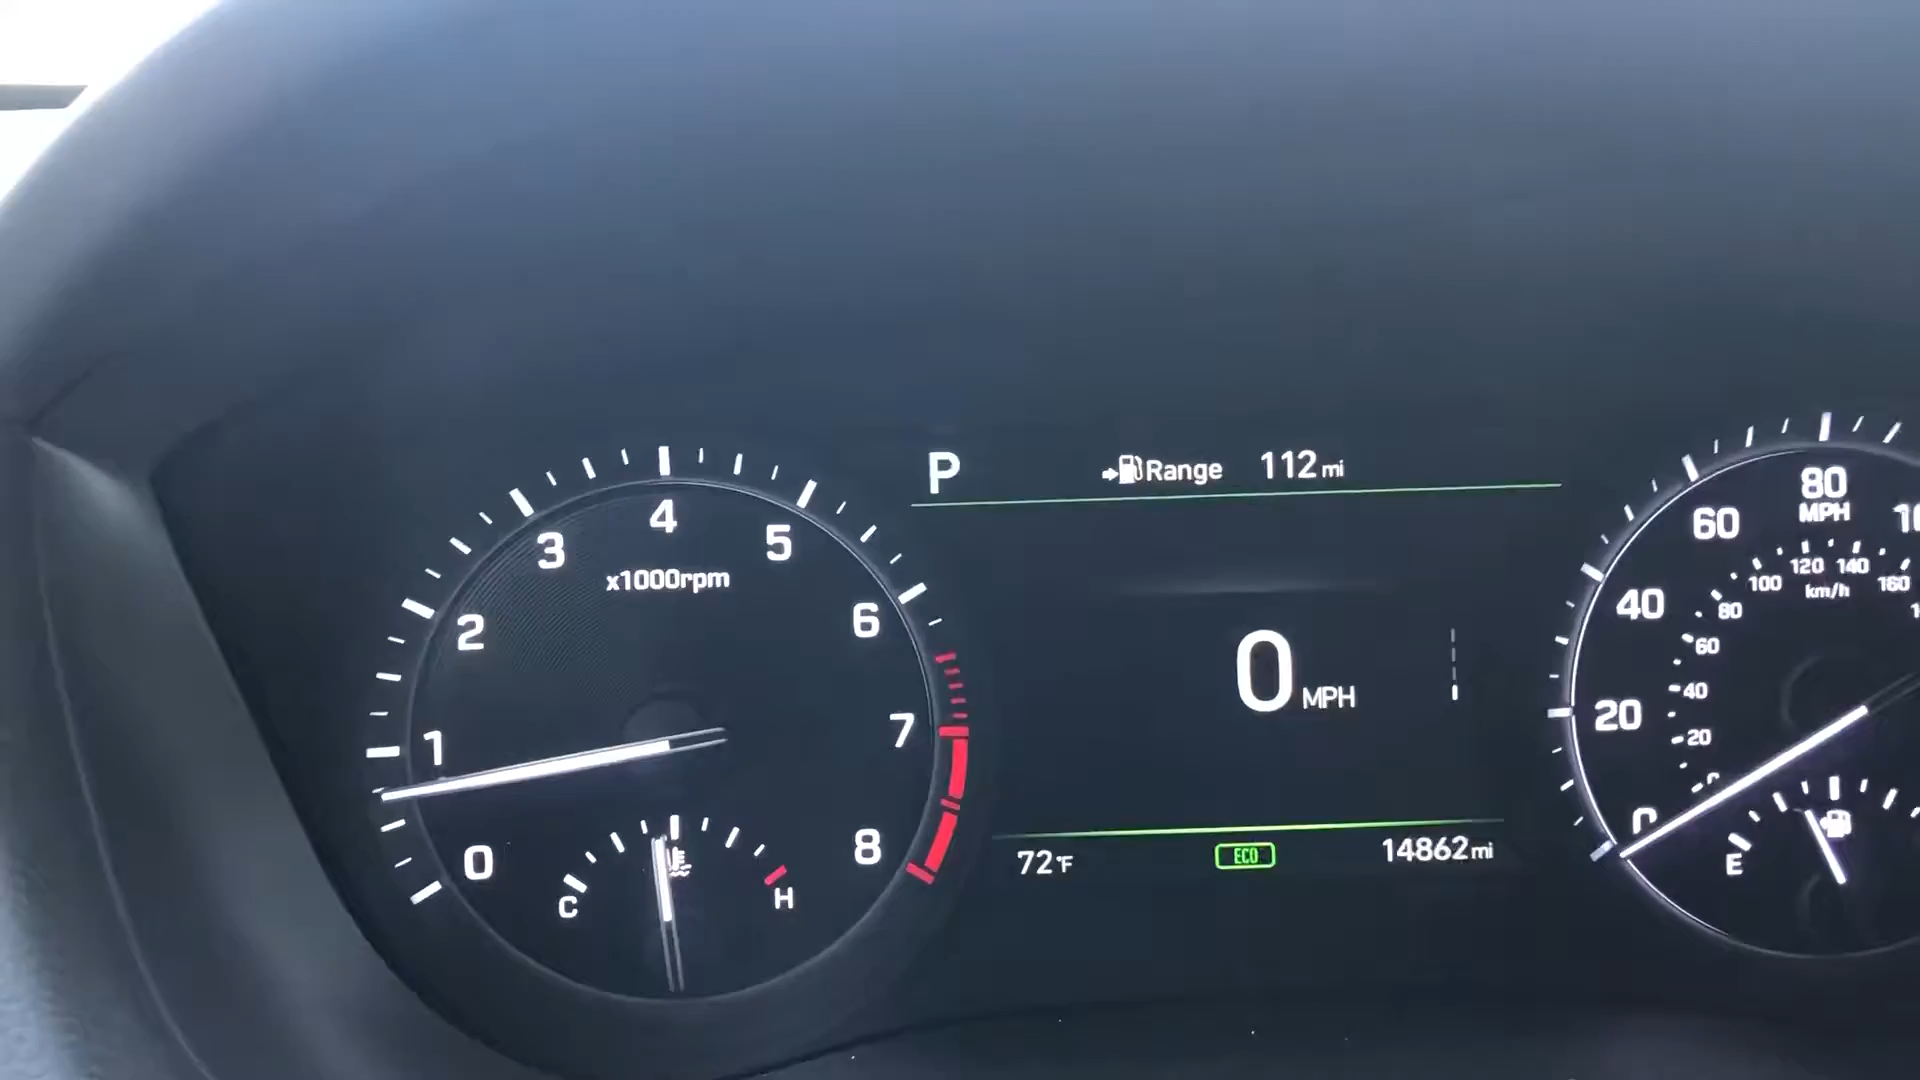 P
Range 112 mi
0 1 2 3 4 5 6 7 8
x1000rpm
C H
0 MPH
72°F
ECO
14862 mi
0 20 40 60 80
MPH
20 40 60 80 100 120 140 160
km/h
E